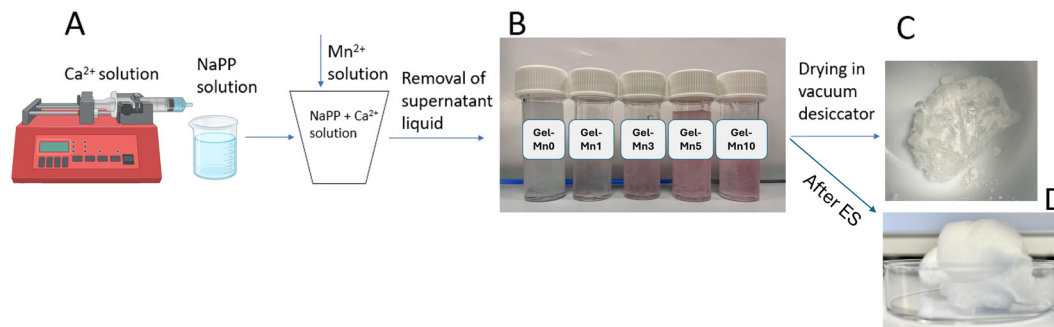 A
Ca²⁺ solution
NaPP
solution
Mn²⁺
solution
NaPP + Ca²⁺
solution
Removal of
supernatant
liquid
B
Gel-
Mn0
Gel-
Mn1
Gel-
Mn3
Gel-
Mn5
Gel-
Mn10
Drying in
vacuum
desiccator
After ES
C
D